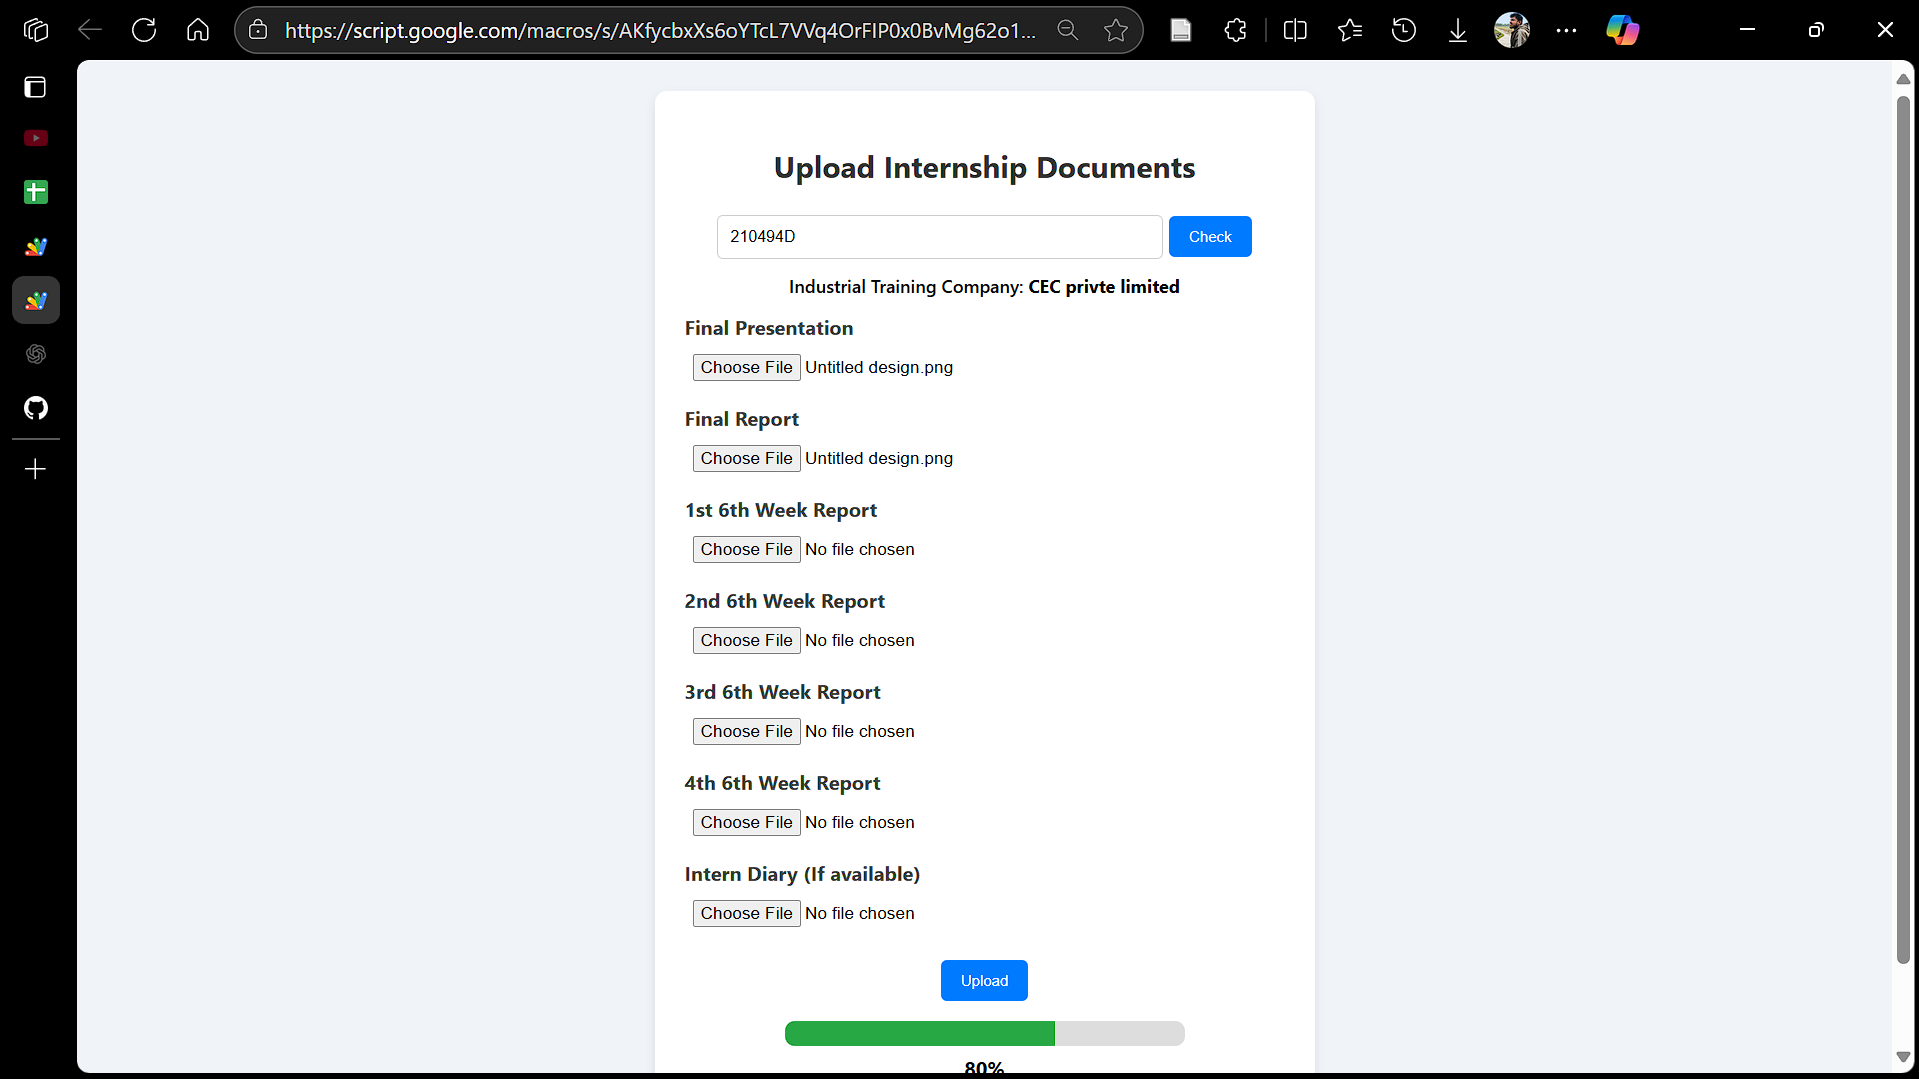 https://script.google.com/macros/s/AKfycbxXs6oYTcL7VVq4OrFIP0x0BvMg62o1...
Upload Internship Documents
210494D
Check
Industrial Training Company: CEC privte limited
Final Presentation
Choose File Untitled design.png
Final Report
Choose File Untitled design.png
1st 6th Week Report
Choose File No file chosen
2nd 6th Week Report
Choose File No file chosen
3rd 6th Week Report
Choose File No file chosen
4th 6th Week Report
Choose File No file chosen
Intern Diary (If available)
Choose File No file chosen
Upload
80%